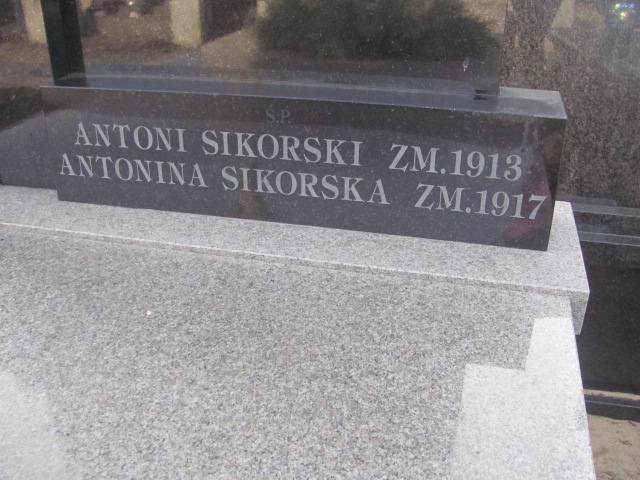 Ś.P.
ANTONI SIKORSKI ZM.1913
ANTONINA SIKORSKA ZM.1917